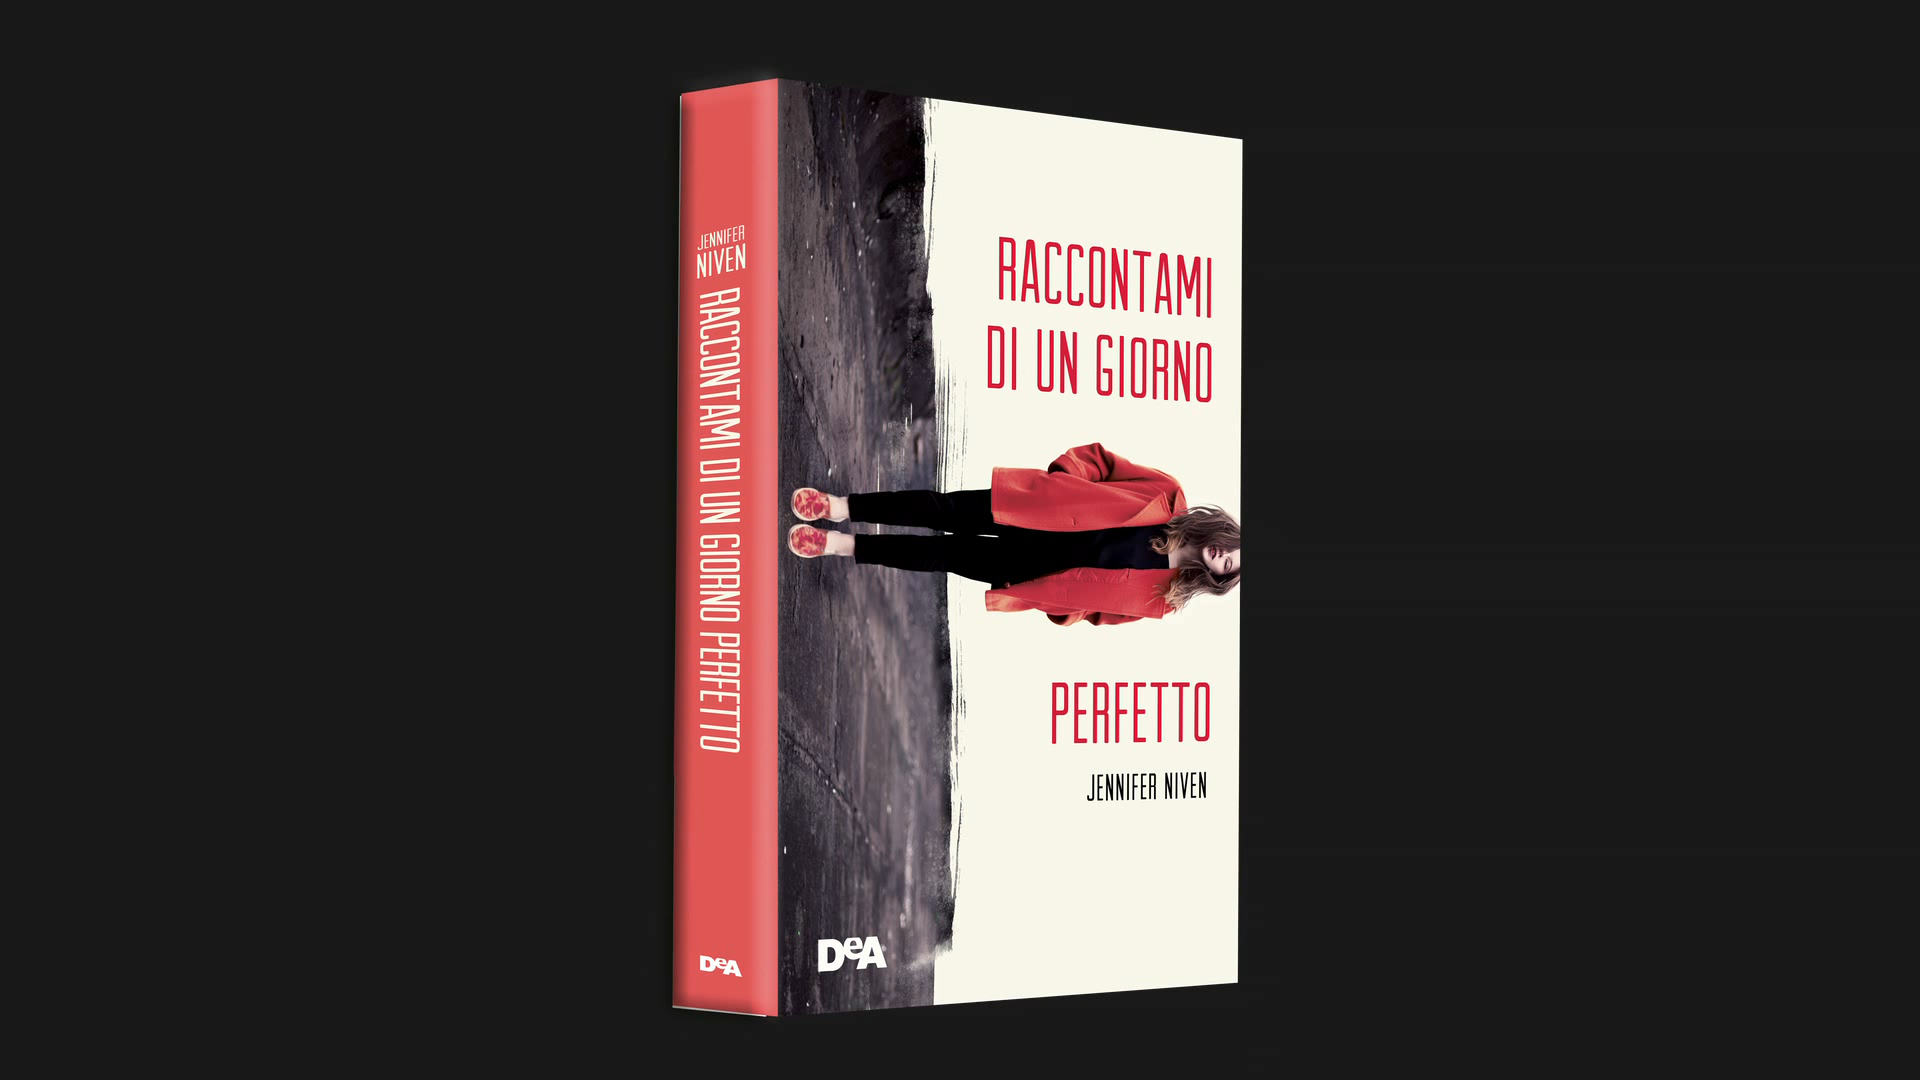 JENNIFER
NIVEN
RACCONTAMI DI UN GIORNO PERFETTO
DeA
RACCONTAMI
DI UN GIORNO
PERFETTO
JENNIFER NIVEN
DeA